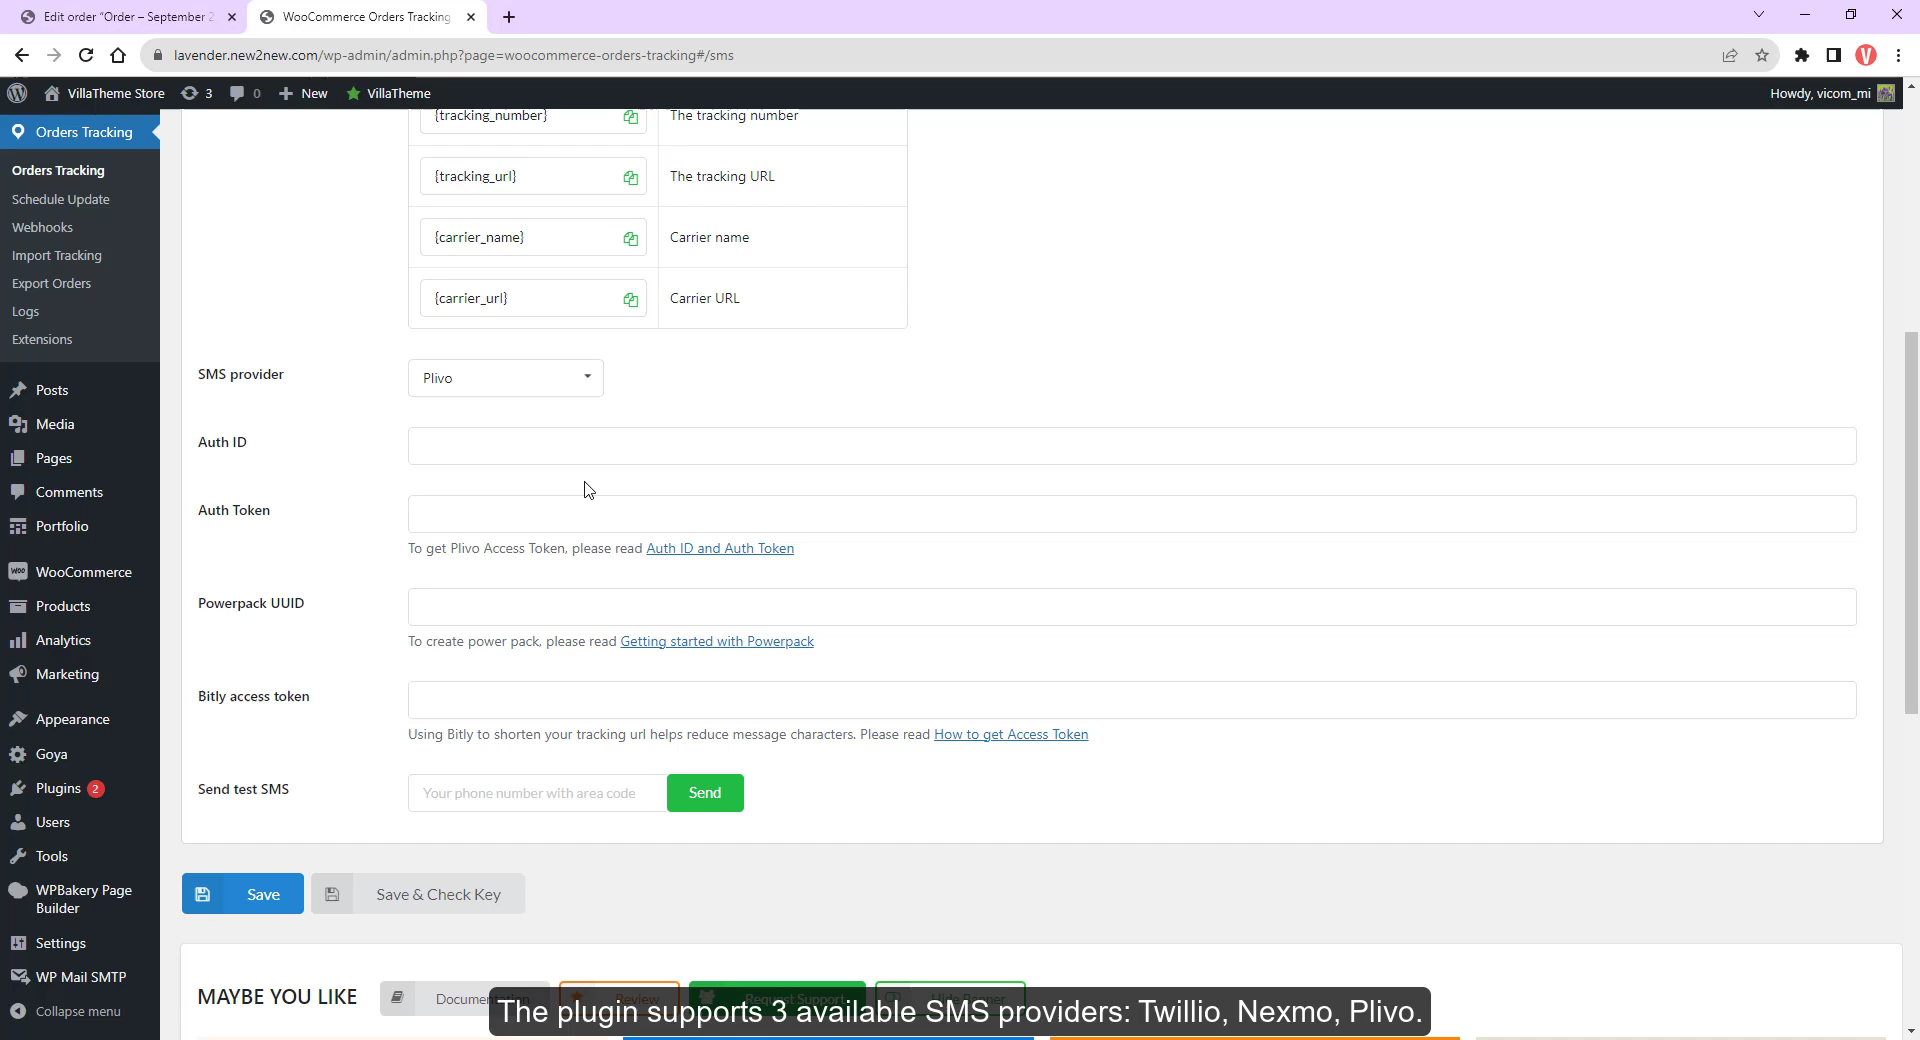 Edit order "Order – September 2
WooCommerce Orders Tracking
lavender.new2new.com/wp-admin/admin.php?page=woocommerce-orders-tracking#/sms
VillaTheme Store
3
0
New
VillaTheme
Howdy, vicom_mi
Orders Tracking
Orders Tracking
Schedule Update
Webhooks
Import Tracking
Export Orders
Logs
Extensions
Posts
Media
Pages
Comments
Portfolio
WooCommerce
Products
Analytics
Marketing
Appearance
Goya
Plugins 2
Users
Tools
WPBakery Page
Builder
Settings
WP Mail SMTP
Collapse menu
{tracking_number}
The tracking number
{tracking_url}
The tracking URL
{carrier_name}
Carrier name
{carrier_url}
Carrier URL
SMS provider
Plivo
Auth ID
Auth Token
To get Plivo Access Token, please read Auth ID and Auth Token
Powerpack UUID
To create power pack, please read Getting started with Powerpack
Bitly access token
Using Bitly to shorten your tracking url helps reduce message characters. Please read How to get Access Token
Send test SMS
Your phone number with area code
Send
Save
Save & Check Key
MAYBE YOU LIKE
Documentation
Review
Request Support
The plugin supports 3 available SMS providers: Twillio, Nexmo, Plivo.